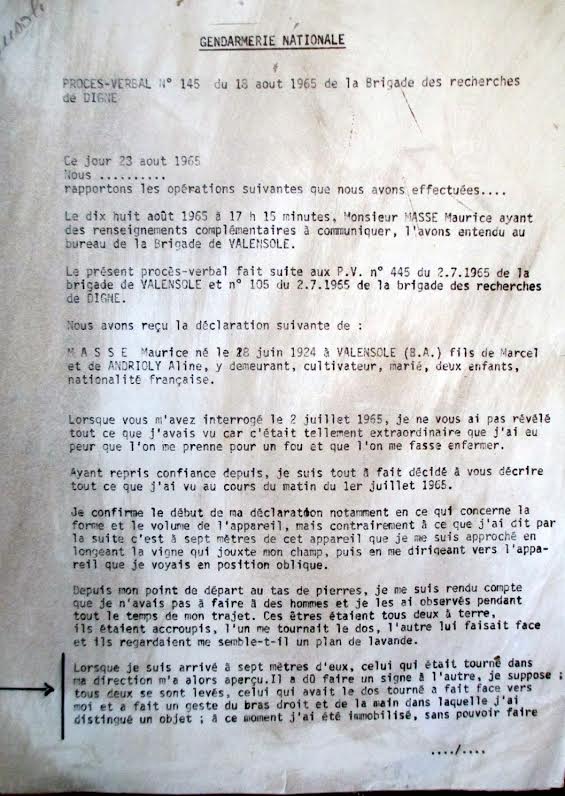 GENDARMERIE NATIONALE
PROCES-VERBAL N° 145 du 18 aout 1965 de la Brigade des recherches
de DIGNE
Ce jour 23 aout 1965
Nous ..........
rapportons les opérations suivantes que nous avons effectuées....
Le dix huit août 1965 à 17 h 15 minutes, Monsieur MASSE Maurice ayant
des renseignements complémentaires à communiquer, l'avons entendu au
bureau de la Brigade de VALENSOLE.
Le présent procès-verbal fait suite aux P.V. n° 445 du 2.7.1965 de la
brigade de VALENSOLE et n° 105 du 2.7.1965 de la brigade des recherches
de DIGNE.
Nous avons reçu la déclaration suivante de :
M A S S E Maurice né le 28 juin 1924 à VALENSOLE (B.A.) fils de Marcel
et de ANDRIOLY Aline, y demeurant, cultivateur, marié, deux enfants,
nationalité française.
Lorsque vous m'avez interrogé le 2 juillet 1965, je ne vous ai pas révélé
tout ce que j'avais vu car c'était tellement extraordinaire que j'ai eu
peur que l'on me prenne pour un fou et que l'on me fasse enfermer.
Ayant repris confiance depuis, je suis tout à fait décidé à vous décrire
tout ce que j'ai vu au cours du matin du 1er juillet 1965.
Je confirme le début de ma déclaration notamment en ce qui concerne la
forme et le volume de l'appareil, mais contrairement à ce que j'ai dit par
la suite c'est à sept mètres de cet appareil que je me suis approché en
longeant la vigne qui jouxte mon champ, puis en me dirigeant vers l'appa-
reil que je voyais en position oblique.
Depuis mon point de départ au tas de pierres, je me suis rendu compte
que je n'avais pas à faire à des hommes et je les ai observés pendant
tout le temps de mon trajet. Ces êtres étaient tous deux à terre,
ils étaient accroupis, l'un me tournait le dos, l'autre lui faisait face
et ils regardaient me semble-t-il un plan de lavande.
Lorsque je suis arrivé à sept mètres d'eux, celui qui était tourné dans
ma direction m'a alors aperçu.Il a dû faire un signe à l'autre, je suppose ;
tous deux se sont levés, celui qui avait le dos tourné a fait face vers
moi et a fait un geste du bras droit et de la main dans laquelle j'ai
distingué un objet ; à ce moment j'ai été immobilisé, sans pouvoir faire
..../....